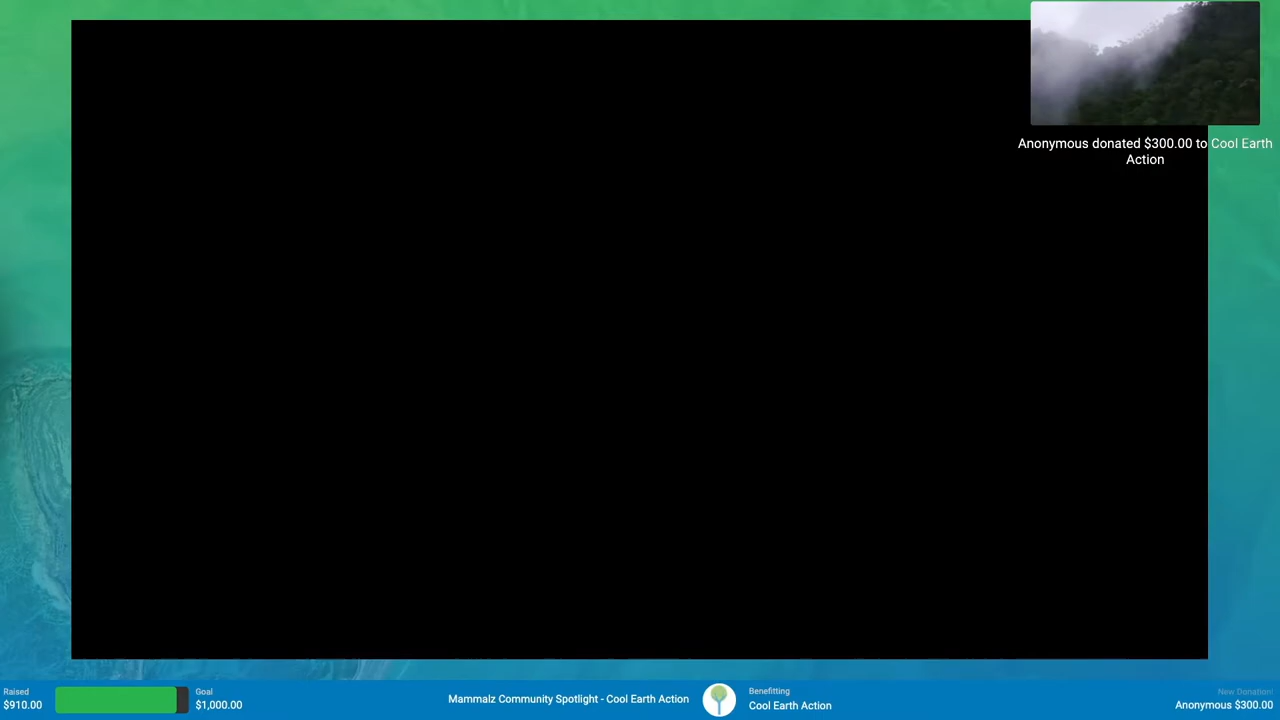 Anonymous donated $300.00 to Cool Earth
Action
Raised
$910.00
Goal
$1,000.00
Mammalz Community Spotlight - Cool Earth Action
Benefitting
Cool Earth Action
New Donation!
Anonymous $300.00